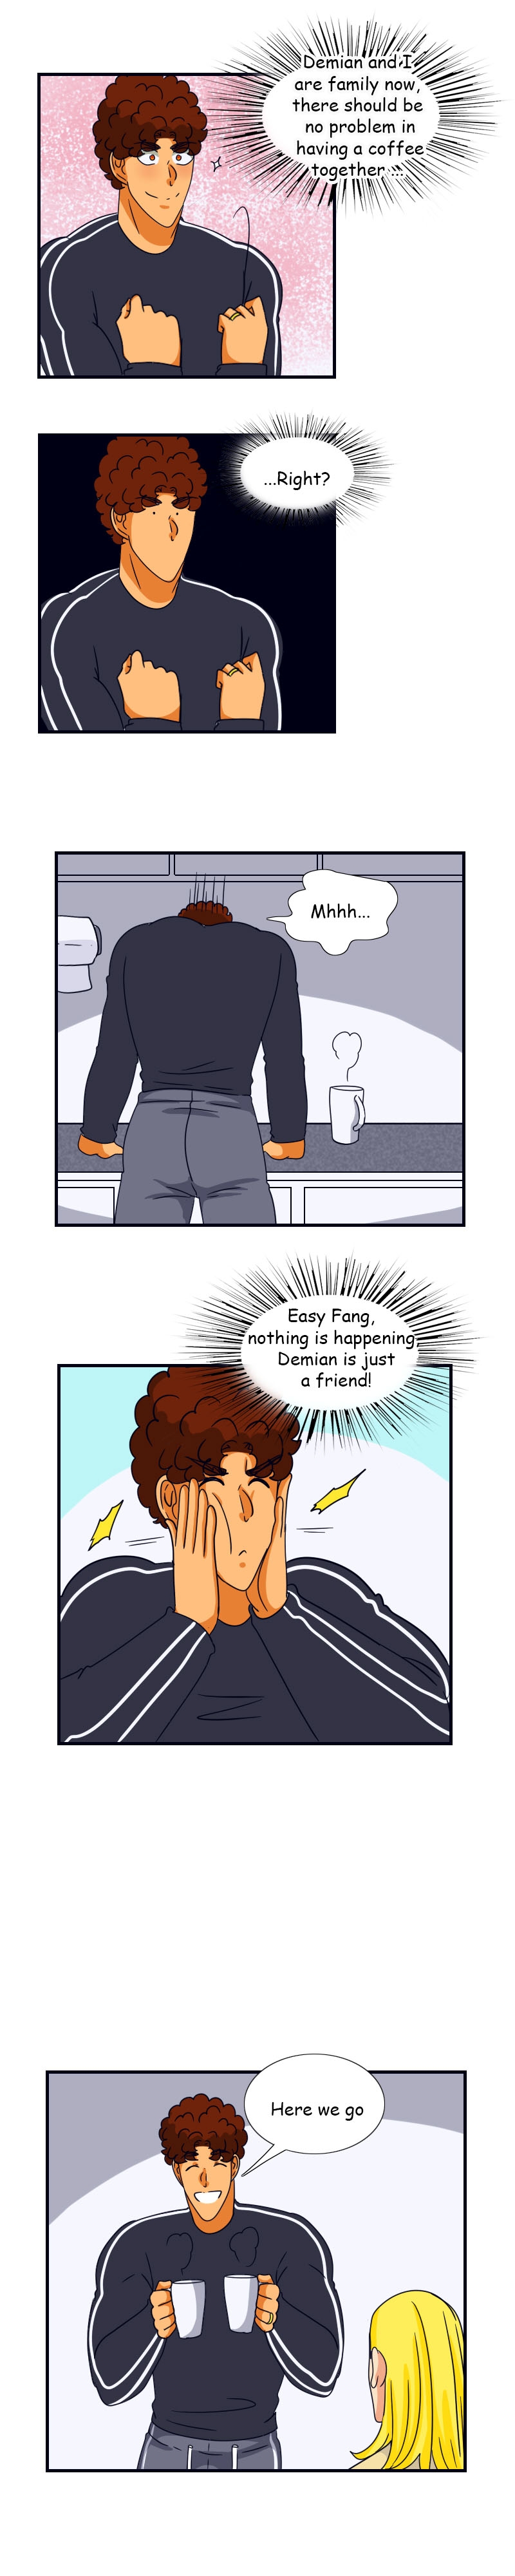 Demian and I
are family now,
there should be
no problem in
having a coffee
together ...
...Right?
Mhhh...
Easy Fang,
nothing is happening
Demian is just
a friend!
Here we go